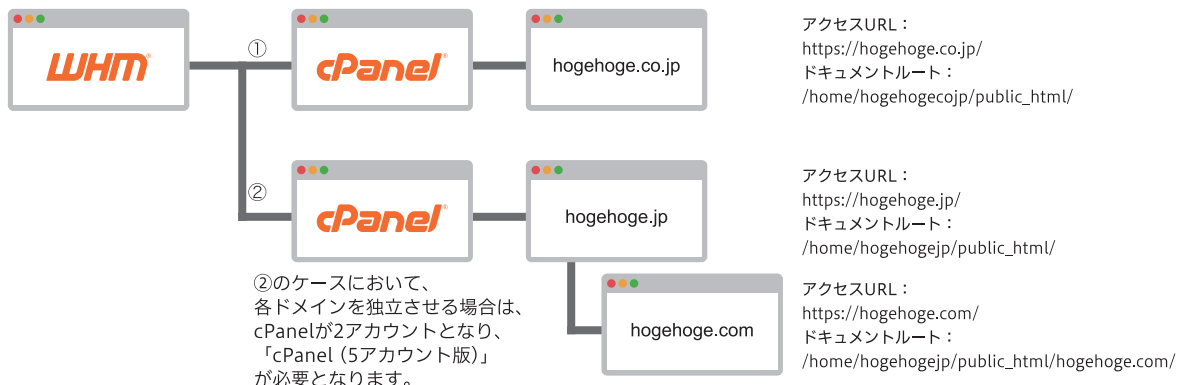 WHM®
①
cPanel®
hogehoge.co.jp
アクセスURL：
https://hogehoge.co.jp/
ドキュメントルート：
/home/hogehogecojp/public_html/
②
cPanel®
hogehoge.jp
アクセスURL：
https://hogehoge.jp/
ドキュメントルート：
/home/hogehogejp/public_html/
②のケースにおいて、
各ドメインを独立させる場合は、
cPanelが2アカウントとなり、
「cPanel（5アカウント版）」
が必要となります。
hogehoge.com
アクセスURL：
https://hogehoge.com/
ドキュメントルート：
/home/hogehogejp/public_html/hogehoge.com/